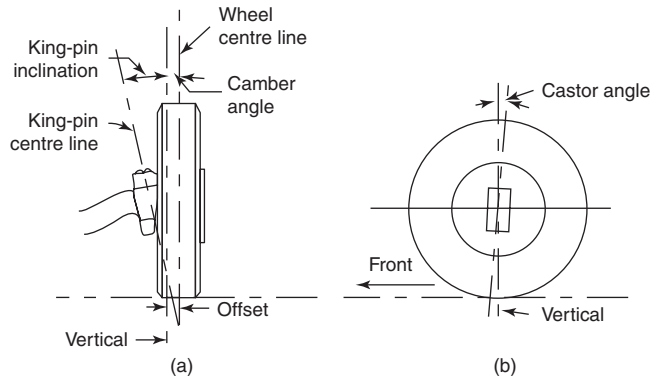 Wheel
centre line
King-pin
inclination
Camber
angle
King-pin
centre line
Offset
Vertical
(a)
Castor angle
Front
Vertical
(b)